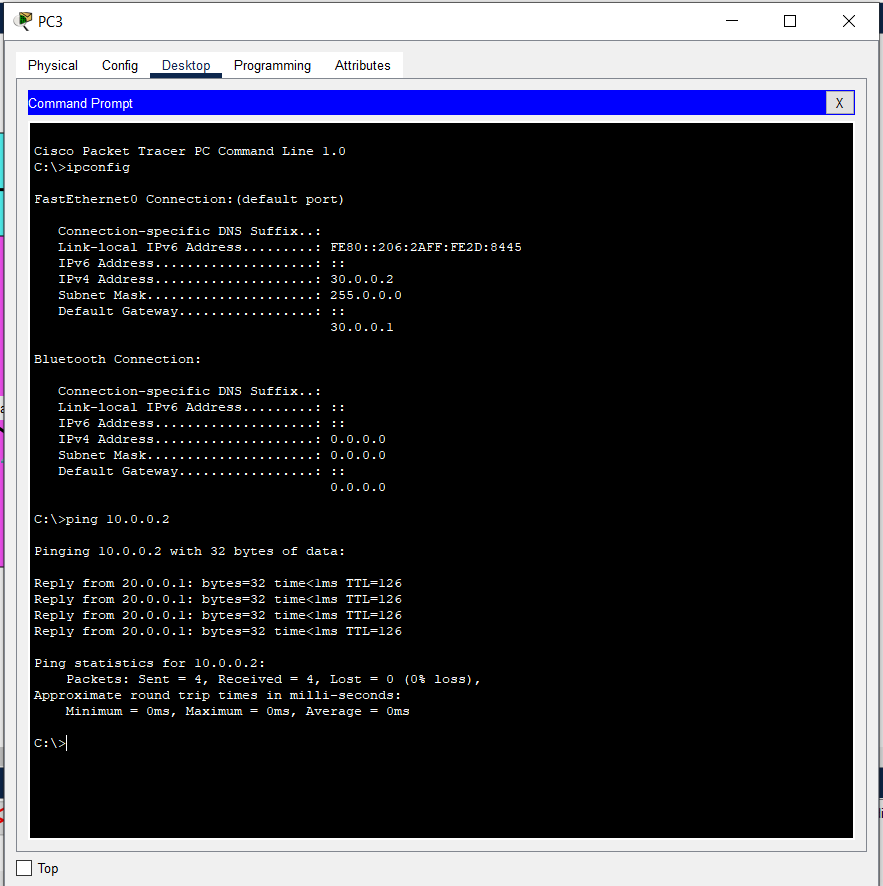 PC3
Physical Config Desktop Programming Attributes
Command Prompt
X
Cisco Packet Tracer PC Command Line 1.0
C:\>ipconfig
FastEthernet0 Connection:(default port)
Connection-specific DNS Suffix..:
Link-local IPv6 Address.........: FE80::206:2AFF:FE2D:8445
IPv6 Address....................: ::
IPv4 Address....................: 30.0.0.2
Subnet Mask.....................: 255.0.0.0
Default Gateway.................: ::
30.0.0.1
Bluetooth Connection:
Connection-specific DNS Suffix..:
Link-local IPv6 Address.........: ::
IPv6 Address....................: ::
IPv4 Address....................: 0.0.0.0
Subnet Mask.....................: 0.0.0.0
Default Gateway.................: ::
0.0.0.0
C:\>ping 10.0.0.2
Pinging 10.0.0.2 with 32 bytes of data:
Reply from 20.0.0.1: bytes=32 time<1ms TTL=126
Reply from 20.0.0.1: bytes=32 time<1ms TTL=126
Reply from 20.0.0.1: bytes=32 time<1ms TTL=126
Reply from 20.0.0.1: bytes=32 time<1ms TTL=126
Ping statistics for 10.0.0.2:
Packets: Sent = 4, Received = 4, Lost = 0 (0% loss),
Approximate round trip times in milli-seconds:
Minimum = 0ms, Maximum = 0ms, Average = 0ms
C:\>
Top